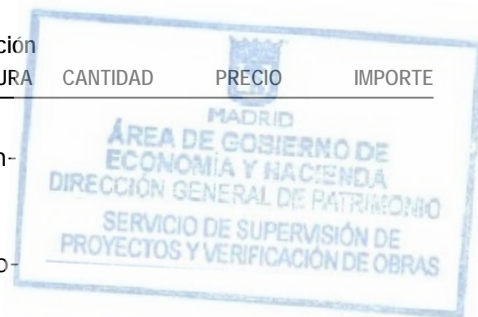 ción
URA CANTIDAD PRECIO IMPORTE
MADRID
ÁREA DE GOBIERNO DE
ECONOMÍA Y HACIENDA
DIRECCIÓN GENERAL DE PATRIMONIO
SERVICIO DE SUPERVISIÓN DE
PROYECTOS Y VERIFICACIÓN DE OBRAS
n-
o-